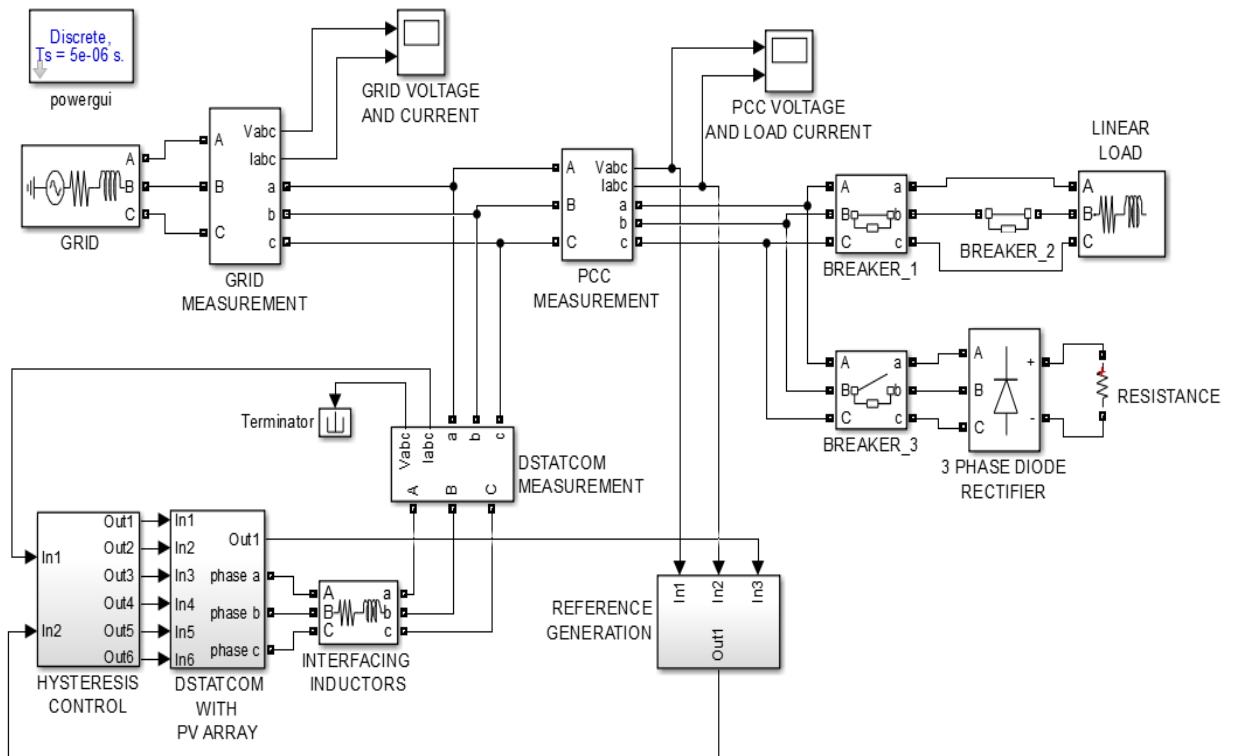 Discrete,
Ts = 5e-06 s.
powergui
GRID VOLTAGE
AND CURRENT
PCC VOLTAGE
AND LOAD CURRENT
LINEAR
LOAD
A
B
C
GRID
A
B
C
Vabc
Iabc
a
b
c
GRID
MEASUREMENT
A
B
C
Vabc
Iabc
a
b
c
PCC
MEASUREMENT
A
B
C
a
b
c
BREAKER_1
BREAKER_2
A
B
C
A
B
C
a
b
c
BREAKER_3
A
B
C
+
-
3 PHASE DIODE
RECTIFIER
RESISTANCE
Terminator
Vabc
Iabc
a
b
c
A
B
C
DSTATCOM
MEASUREMENT
In1
In2
Out1
Out2
Out3
Out4
Out5
Out6
HYSTERESIS
CONTROL
In1
In2
In3
In4
In5
In6
Out1
phase a
phase b
phase c
DSTATCOM
WITH
PV ARRAY
A
B
C
a
b
c
INTERFACING
INDUCTORS
REFERENCE
GENERATION
In1
In2
In3
Out1